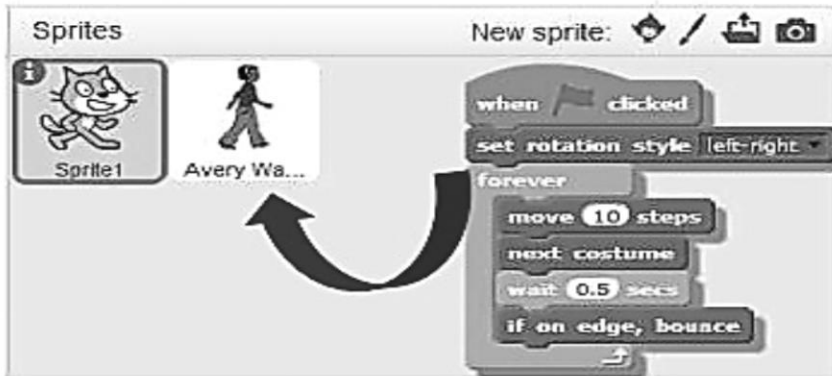 Sprites
New sprite:
Sprite1
Avery Wa...
when clicked
set rotation style left-right
forever
move 10 steps
next costume
wait 0.5 secs
if on edge, bounce